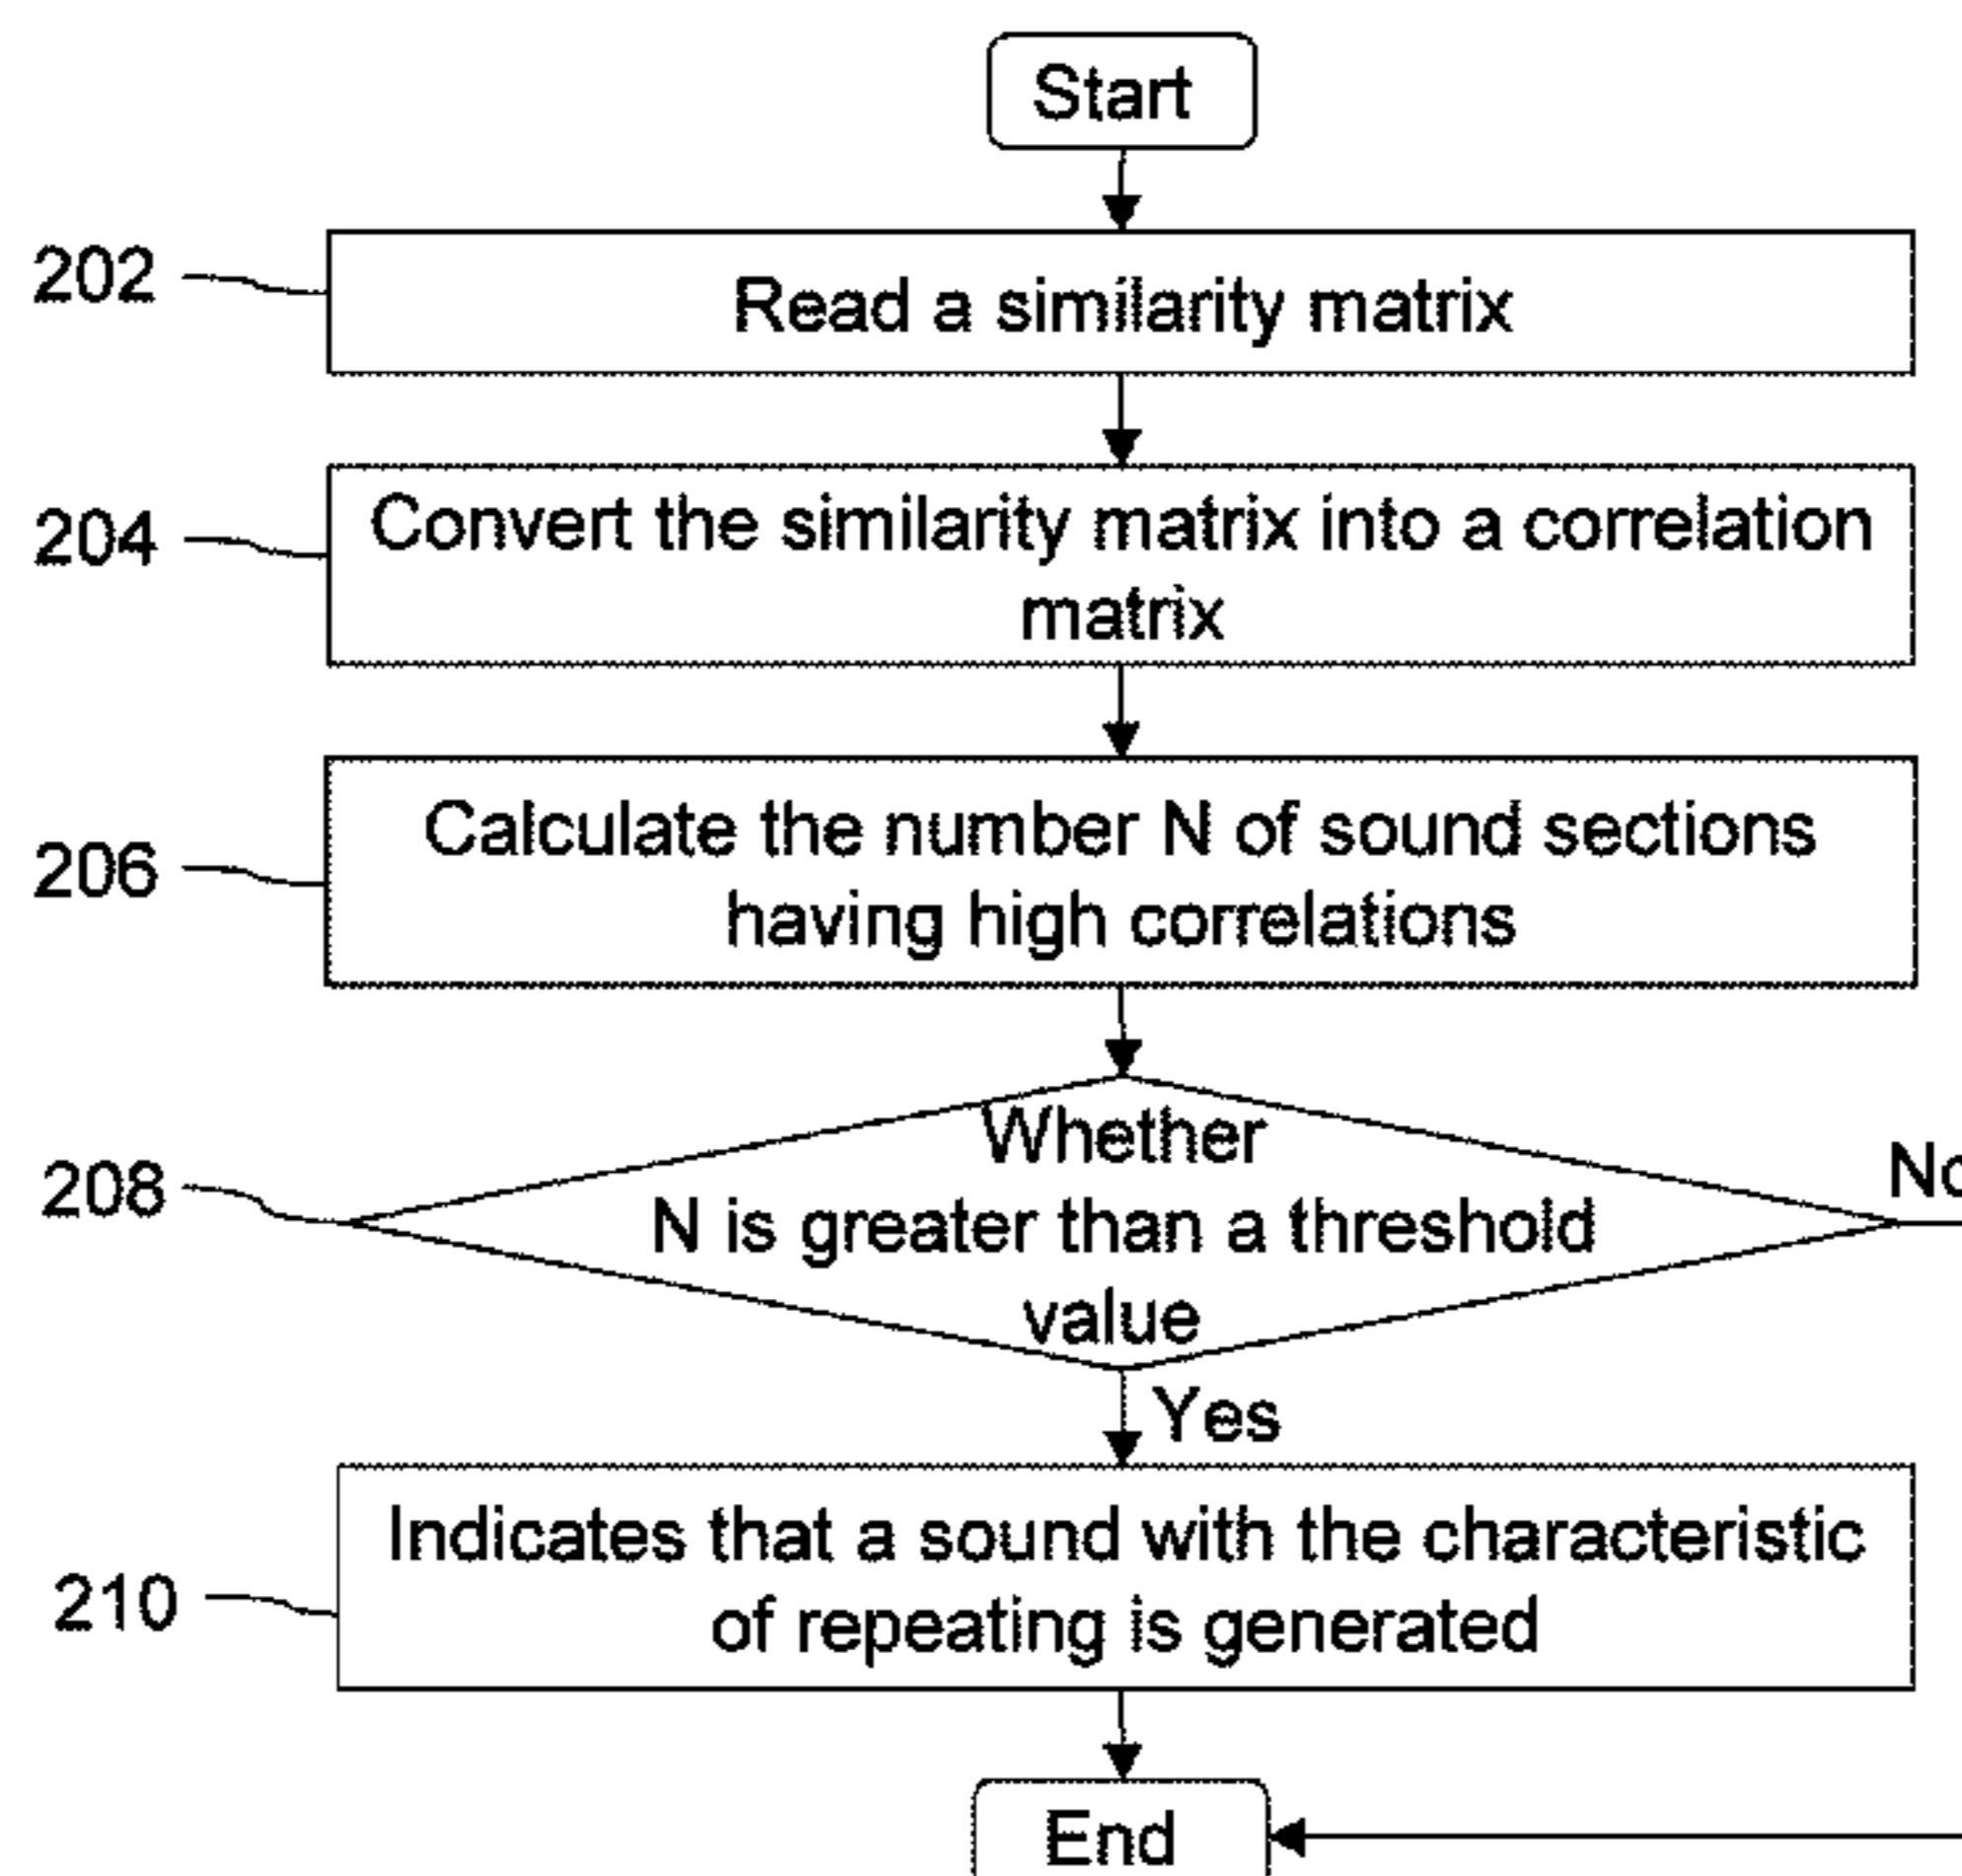 Start
202
Read a similarity matrix
204
Convert the similarity matrix into a correlation
matrix
206
Calculate the number N of sound sections
having high correlations
208
Whether
N is greater than a threshold
value
No
Yes
210
Indicates that a sound with the characteristic
of repeating is generated
End